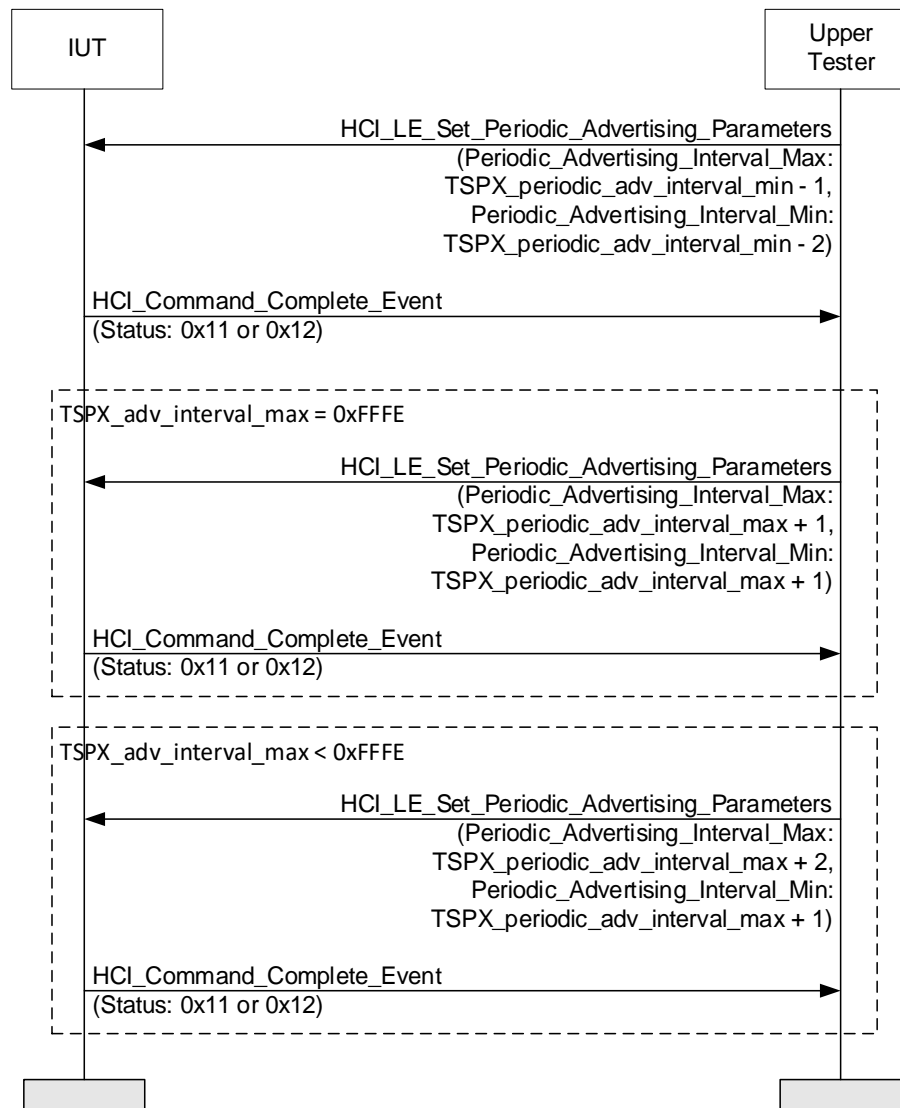 IUT
Upper
Tester
HCI_LE_Set_Periodic_Advertising_Parameters
(Periodic_Advertising_Interval_Max:
TSPX_periodic_adv_interval_min - 1,
Periodic_Advertising_Interval_Min:
TSPX_periodic_adv_interval_min - 2)
HCI_Command_Complete_Event
(Status: 0x11 or 0x12)
TSPX_adv_interval_max = 0xFFFE
HCI_LE_Set_Periodic_Advertising_Parameters
(Periodic_Advertising_Interval_Max:
TSPX_periodic_adv_interval_max + 1,
Periodic_Advertising_Interval_Min:
TSPX_periodic_adv_interval_max + 1)
HCI_Command_Complete_Event
(Status: 0x11 or 0x12)
TSPX_adv_interval_max < 0xFFFE
HCI_LE_Set_Periodic_Advertising_Parameters
(Periodic_Advertising_Interval_Max:
TSPX_periodic_adv_interval_max + 2,
Periodic_Advertising_Interval_Min:
TSPX_periodic_adv_interval_max + 1)
HCI_Command_Complete_Event
(Status: 0x11 or 0x12)